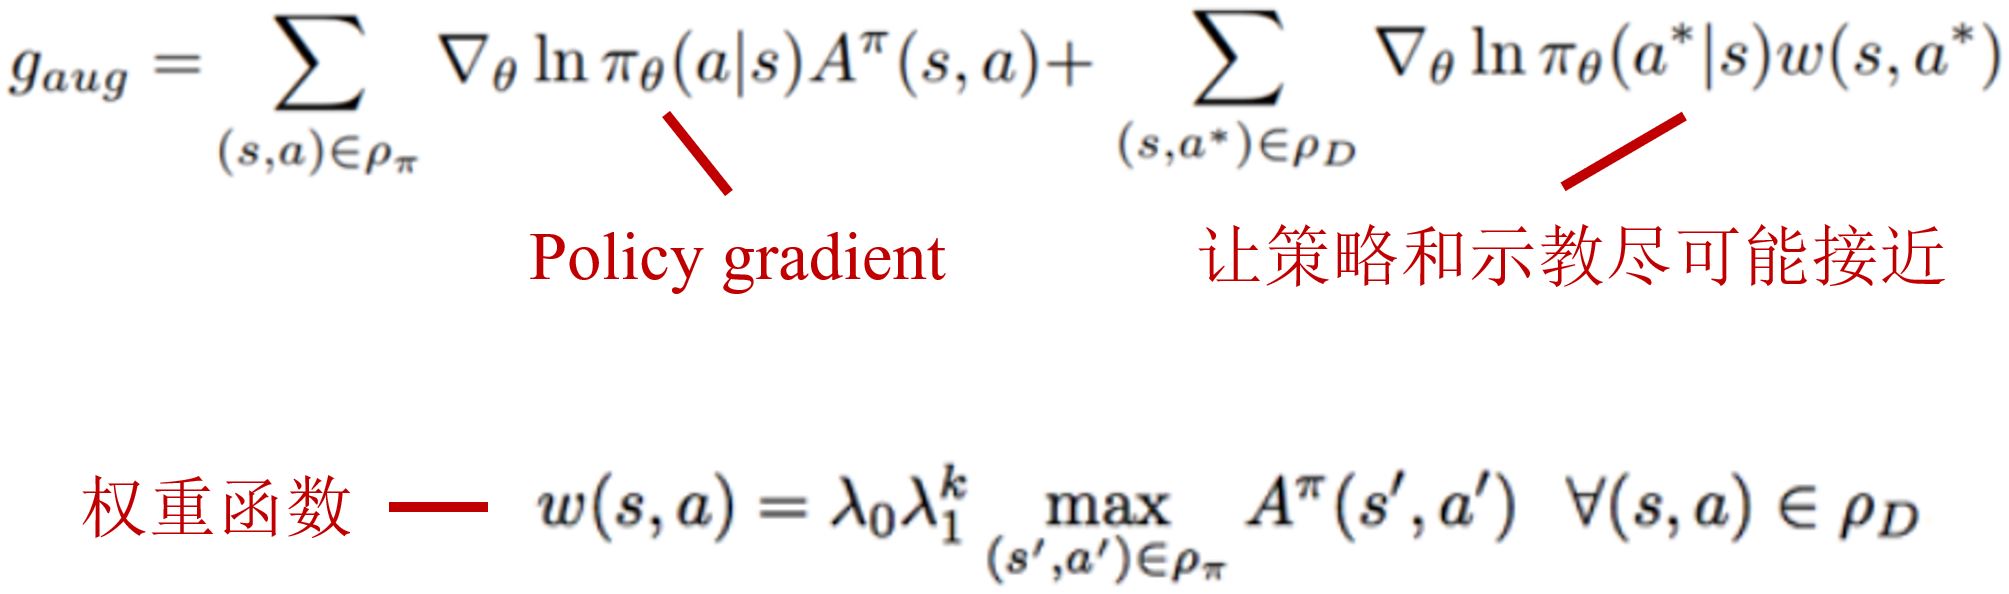 g_{aug} = \sum_{(s,a)\in\rho_\pi} \nabla_\theta \ln \pi_\theta(a|s) A^\pi(s, a) + \sum_{(s,a^*)\in\rho_D} \nabla_\theta \ln \pi_\theta(a^*|s) w(s, a^*)
Policy gradient 让策略和示教尽可能接近
权重函数 w(s, a) = \lambda_0 \lambda_1^k \max_{(s',a')\in\rho_\pi} A^\pi(s', a') \forall(s, a) \in \rho_D